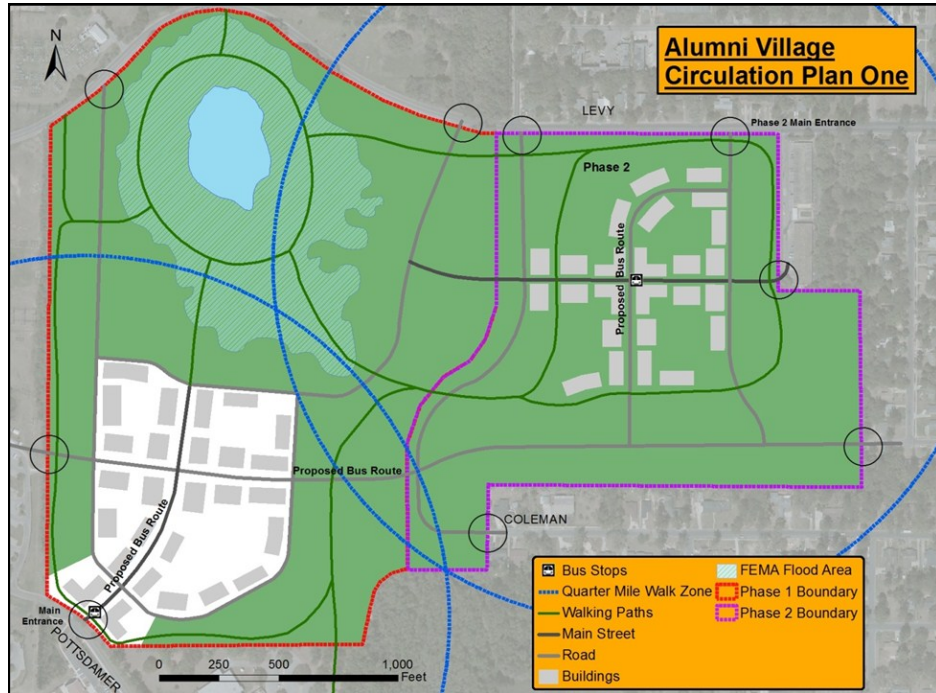 N
Alumni Village
Circulation Plan One
LEVY
Phase 2 Main Entrance
Phase 2
Proposed Bus Route
Proposed Bus Route
Proposed Bus Route
COLEMAN
Main
Entrance
POTTSDAMER
0 250 500 1,000
Feet
Bus Stops
Quarter Mile Walk Zone
Walking Paths
Main Street
Road
Buildings
FEMA Flood Area
Phase 1 Boundary
Phase 2 Boundary